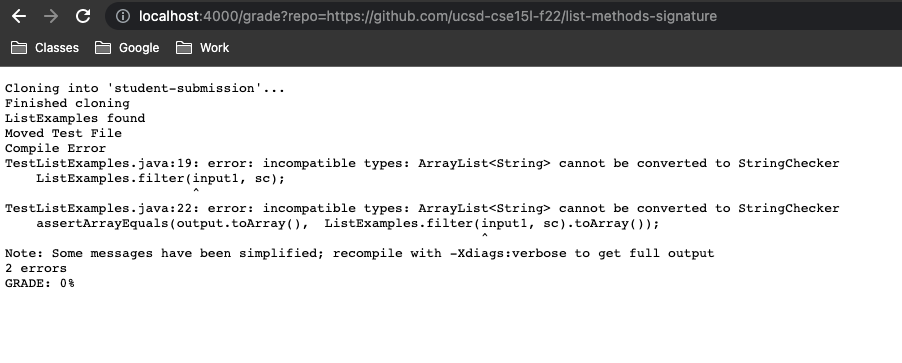 localhost:4000/grade?repo=https://github.com/ucsd-cse15l-f22/list-methods-signature
Classes Google Work
Cloning into 'student-submission'...
Finished cloning
ListExamples found
Moved Test File
Compile Error
TestListExamples.java:19: error: incompatible types: ArrayList<String> cannot be converted to StringChecker
    ListExamples.filter(input1, sc);
                        ^
TestListExamples.java:22: error: incompatible types: ArrayList<String> cannot be converted to StringChecker
    assertArrayEquals(output.toArray(),  ListExamples.filter(input1, sc).toArray());
                                                             ^
Note: Some messages have been simplified; recompile with -Xdiags:verbose to get full output
2 errors
GRADE: 0%